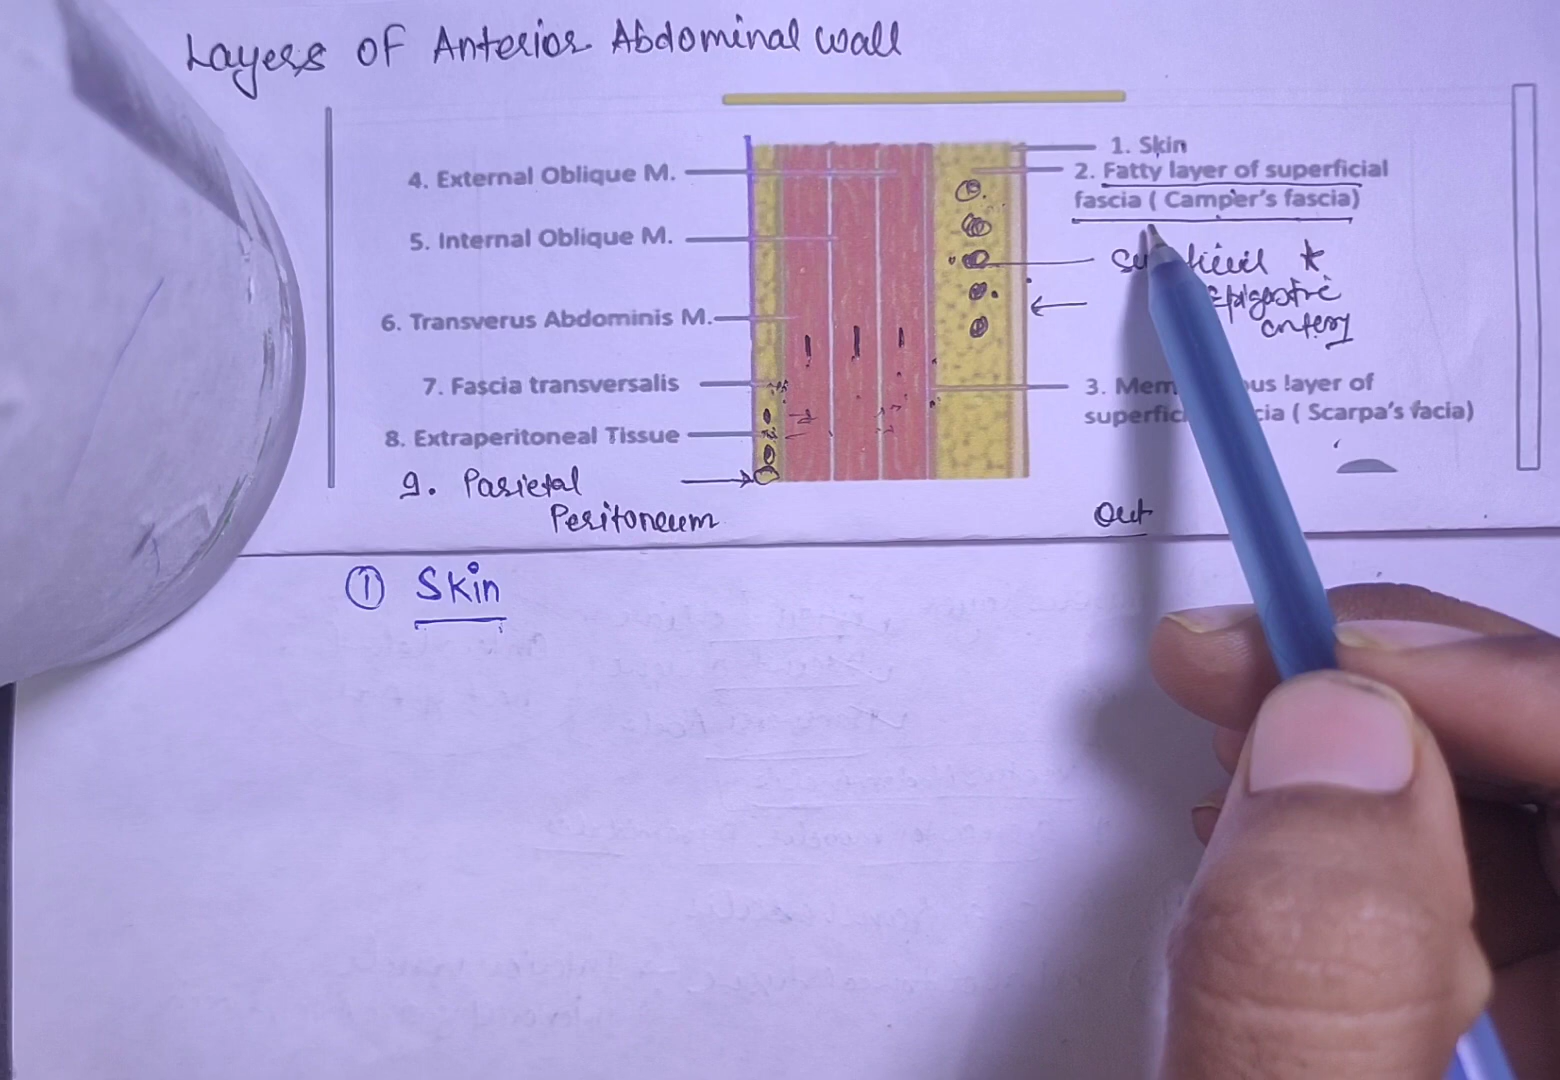 Layers OF Anterior Abdominal wall
1. Skin
2. Fatty layer of superficial
fascia ( Camper's fascia)
Epigastric
artery
3. Mem us layer of
superfic cia ( Scarpa's facia)
out
4. External Oblique M.
5. Internal Oblique M.
6. Transverus Abdominis M.
7. Fascia transversalis
8. Extraperitoneal Tissue
9. Parietal
Peritoneum
① Skin